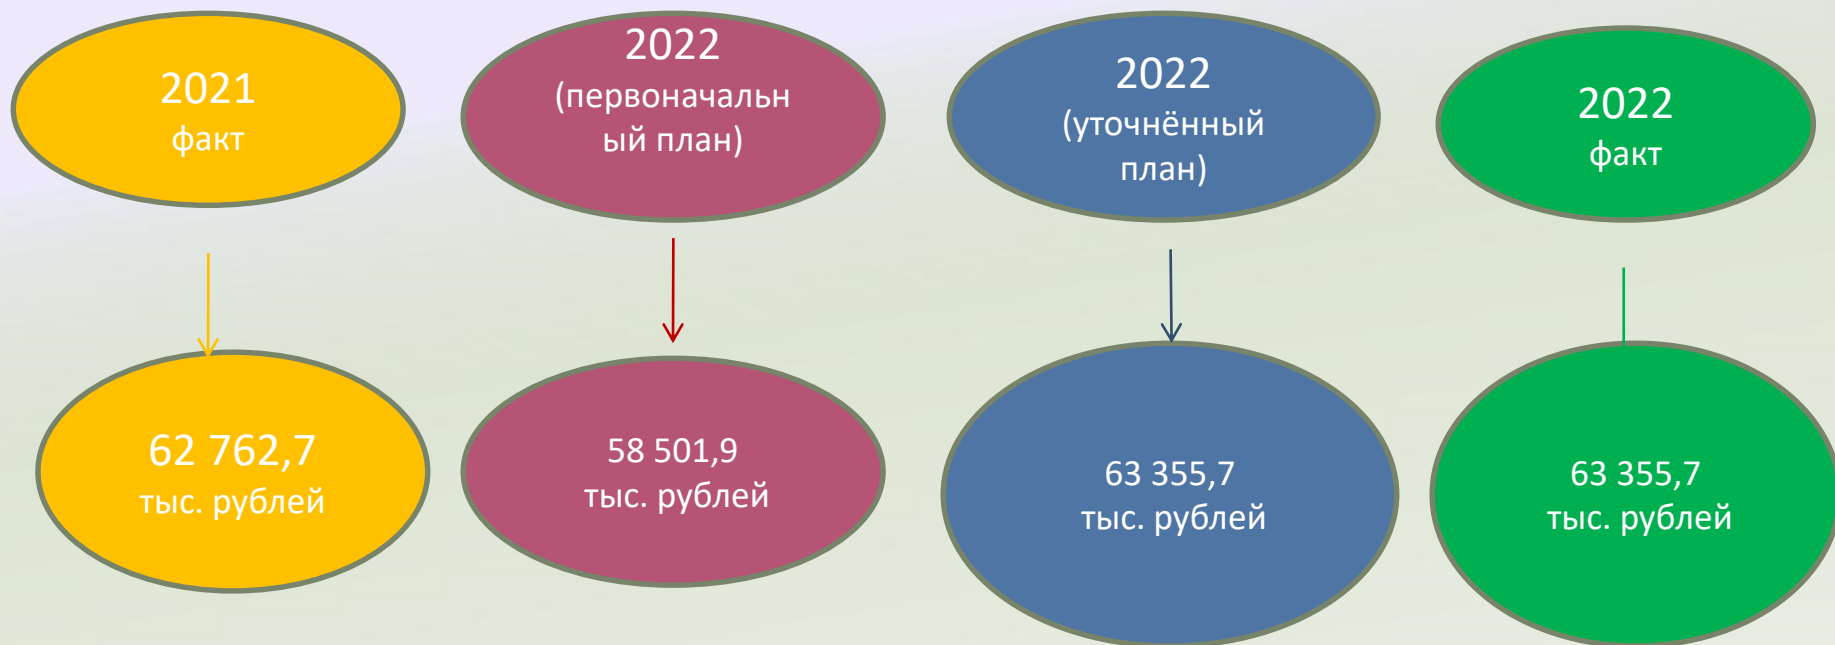 2021
факт
2022
(первоначальн
ый план)
2022
(уточнённый
план)
2022
факт
62 762,7
тыс. рублей
58 501,9
тыс. рублей
63 355,7
тыс. рублей
63 355,7
тыс. рублей